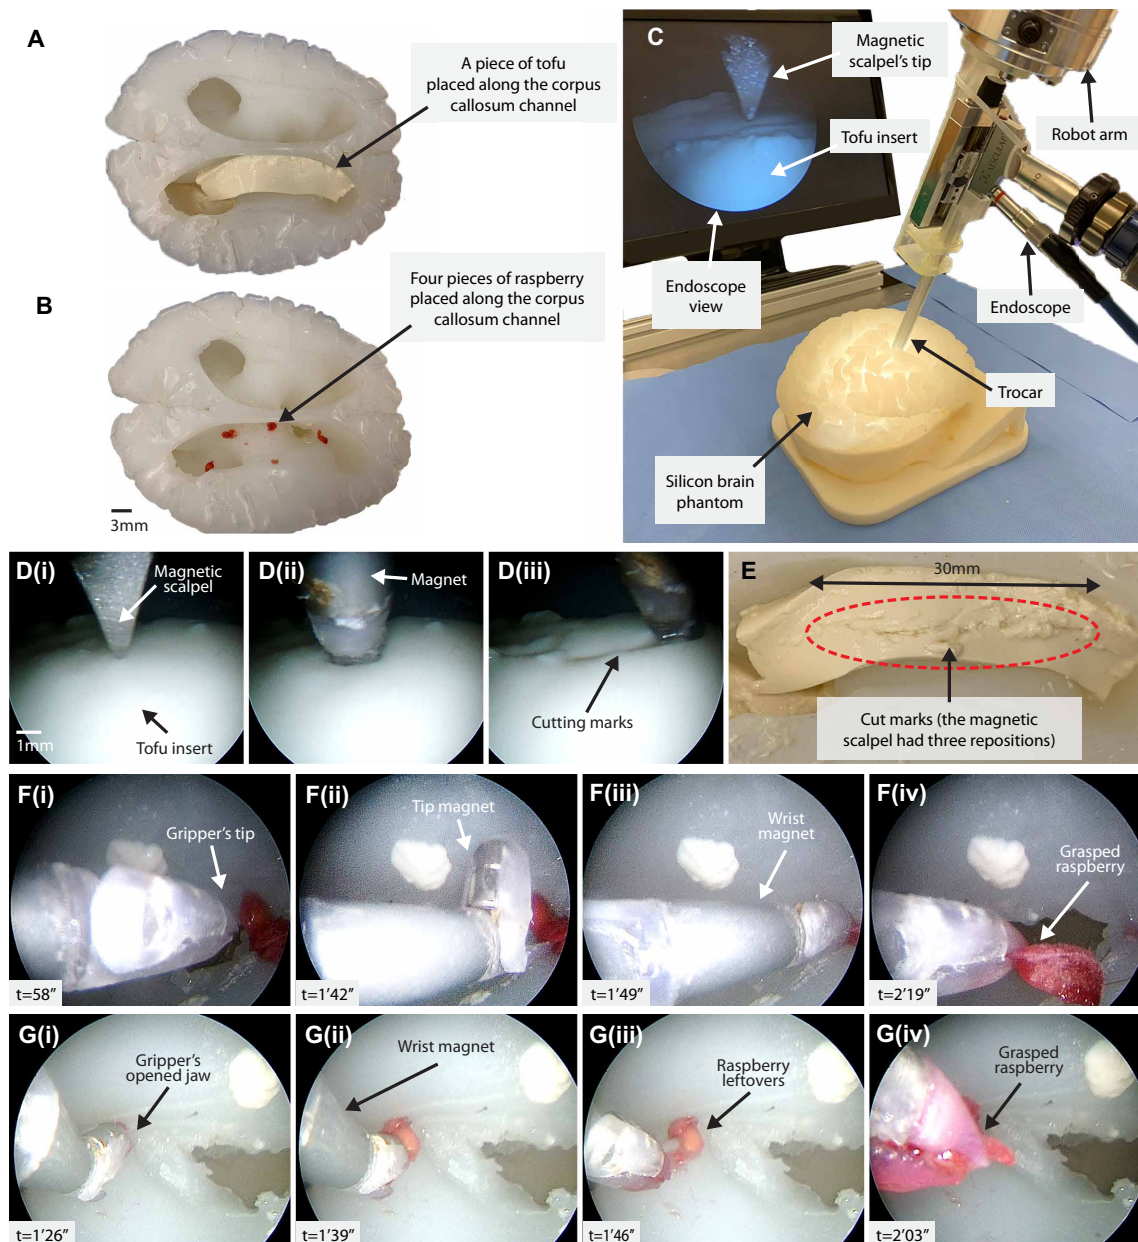 A
A piece of tofu
placed along the corpus
callosum channel
B
Four pieces of raspberry
placed along the corpus
callosum channel
3mm
C
Magnetic
scalpel's tip
Tofu insert
Robot arm
AESCULAP
Endoscope
view
Endoscope
Trocar
Silicon brain
phantom
D(i)
Magnetic
scalpel
1mm
Tofu insert
D(ii)
Magnet
D(iii)
Cutting marks
E
30mm
Cut marks (the magnetic
scalpel had three repositions)
F(i)
Gripper's tip
t=58”
F(ii)
Tip magnet
t=1’42”
F(iii)
Wrist
magnet
t=1’49”
F(iv)
Grasped
raspberry
t=2’19”
G(i)
Gripper's
opened jaw
t=1’26”
G(ii)
Wrist magnet
t=1’39”
G(iii)
Raspberry
leftovers
t=1’46”
G(iv)
Grasped
raspberry
t=2’03”